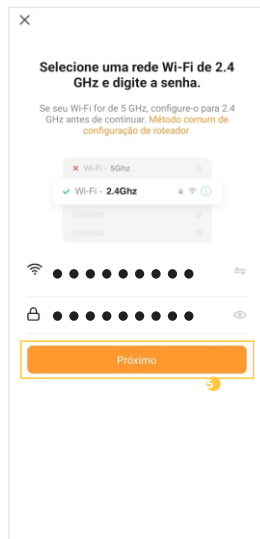 Selecione uma rede Wi-Fi de 2.4
GHz e digite a senha.
Se seu Wi-Fi for de 5 GHz, configure-o para 2.4
GHz antes de continuar. Método comum de
configuração de roteador
Wi-Fi - 5Ghz
Wi-Fi - 2.4Ghz
Próximo
5